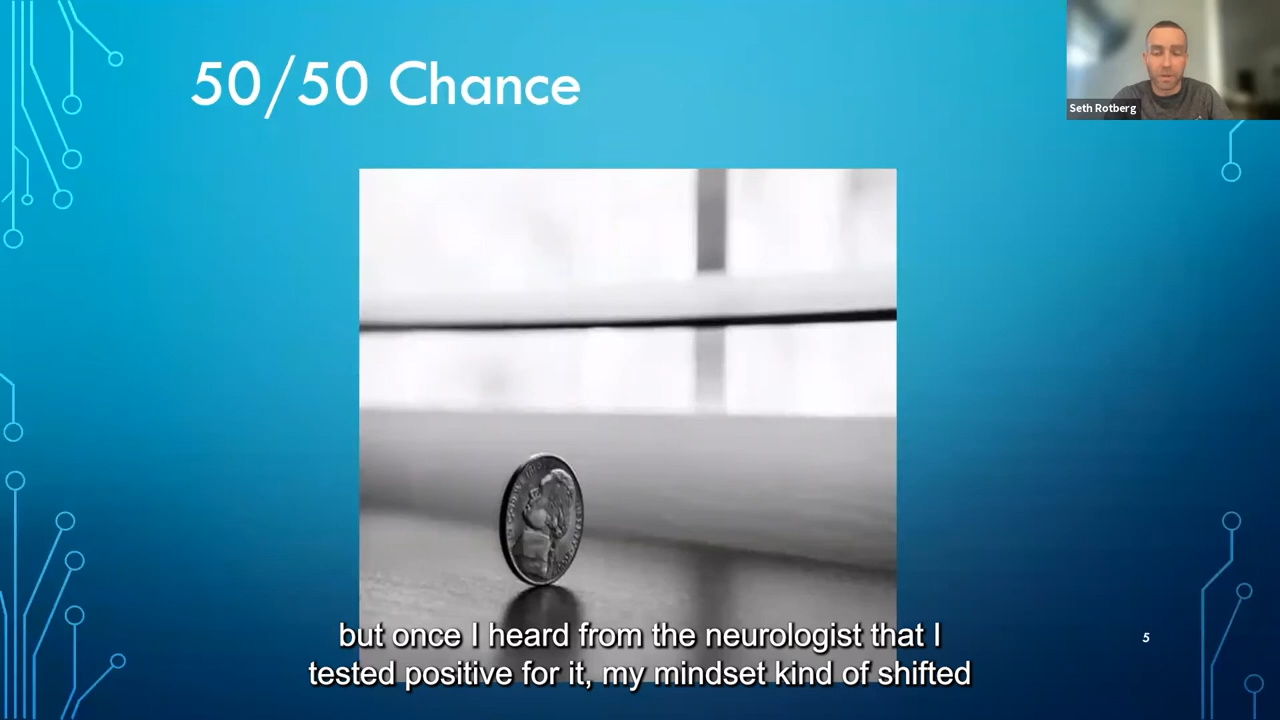 50/50 Chance
Seth Rotberg
but once I heard from the neurologist that I
tested positive for it, my mindset kind of shifted
5